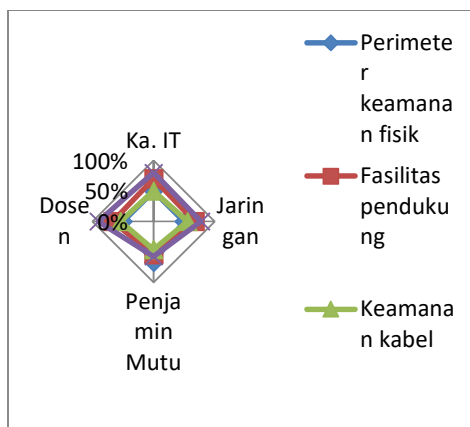 Ka. IT
100%
50%
0%
Dose
n
Jarin
gan
Penja
min
Mutu
Perimete
r
keamana
n fisik
Fasilitas
penduku
ng
Keamana
n kabel